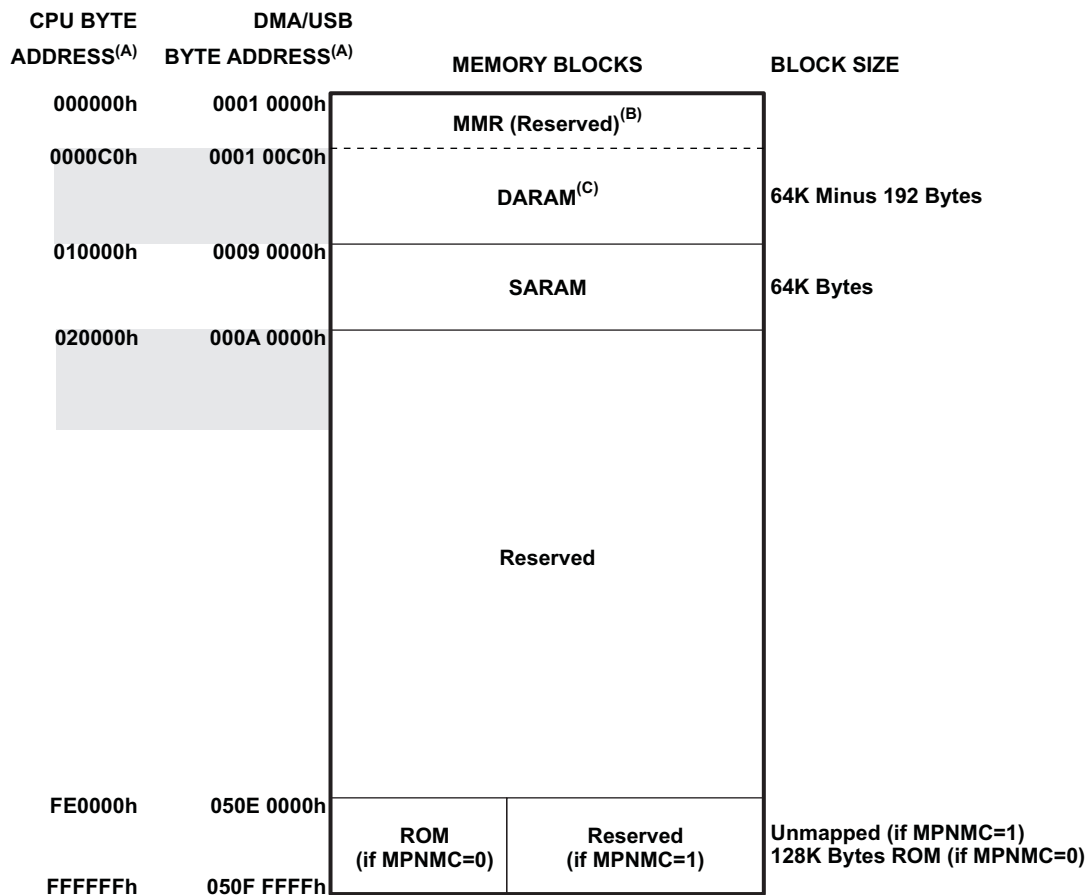 CPU BYTE
ADDRESS(A)
DMA/USB
BYTE ADDRESS(A)
MEMORY BLOCKS
BLOCK SIZE
000000h
0001 0000h
MMR (Reserved)(B)
0000C0h
0001 00C0h
DARAM(C)
64K Minus 192 Bytes
010000h
0009 0000h
SARAM
64K Bytes
020000h
000A 0000h
Reserved
FE0000h
050E 0000h
ROM
(if MPNMC=0)
Reserved
(if MPNMC=1)
Unmapped (if MPNMC=1)
128K Bytes ROM (if MPNMC=0)
FFFFFFh
050F FFFFh